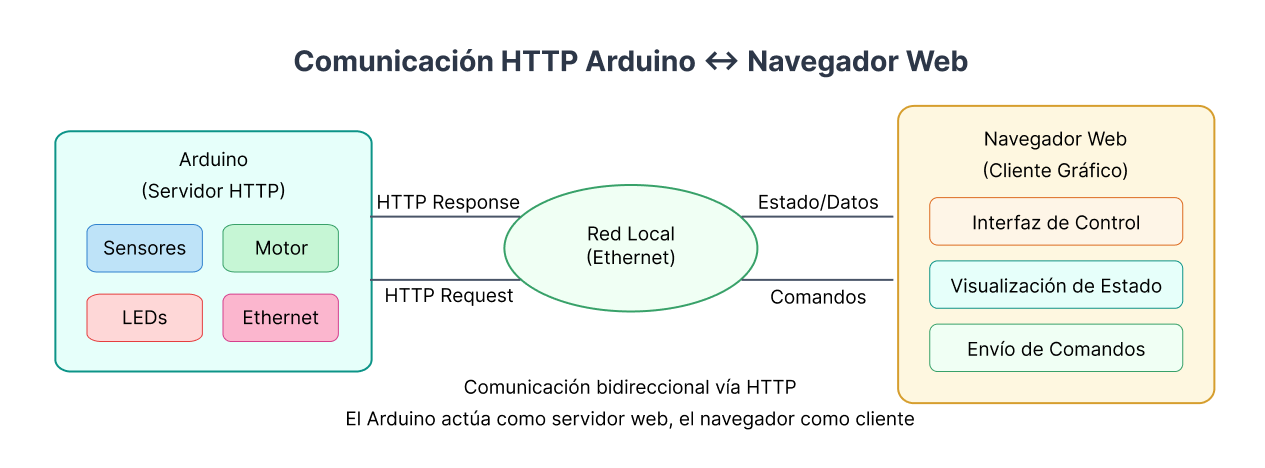 Comunicación HTTP Arduino ↔ Navegador Web
Arduino
(Servidor HTTP)
Sensores
Motor
LEDs
Ethernet
HTTP Response
HTTP Request
Red Local
(Ethernet)
Estado/Datos
Comandos
Navegador Web
(Cliente Gráfico)
Interfaz de Control
Visualización de Estado
Envío de Comandos
Comunicación bidireccional vía HTTP
El Arduino actúa como servidor web, el navegador como cliente